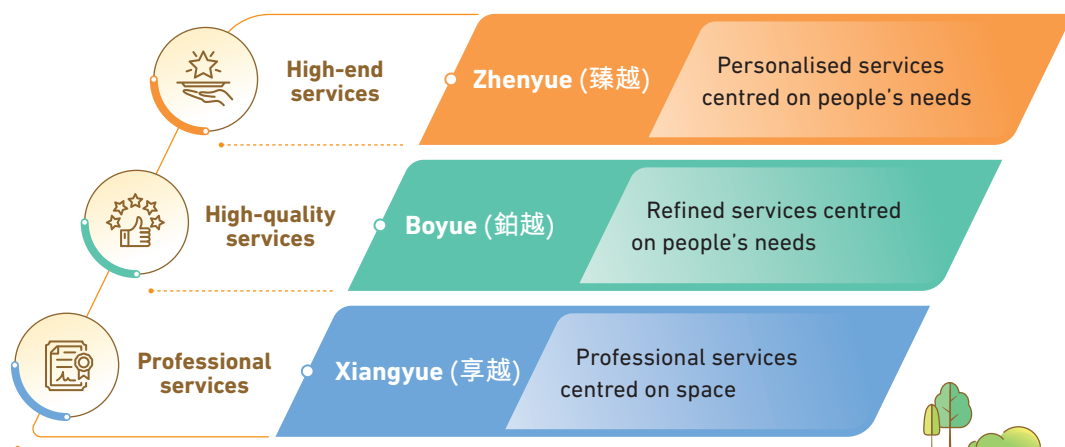 High-end
services
Zhenyue (臻越)
Personalised services
centred on people's needs
High-quality
services
Boyue (鉑越)
Refined services centred
on people's needs
Professional
services
Xiangyue (享越)
Professional services
centred on space